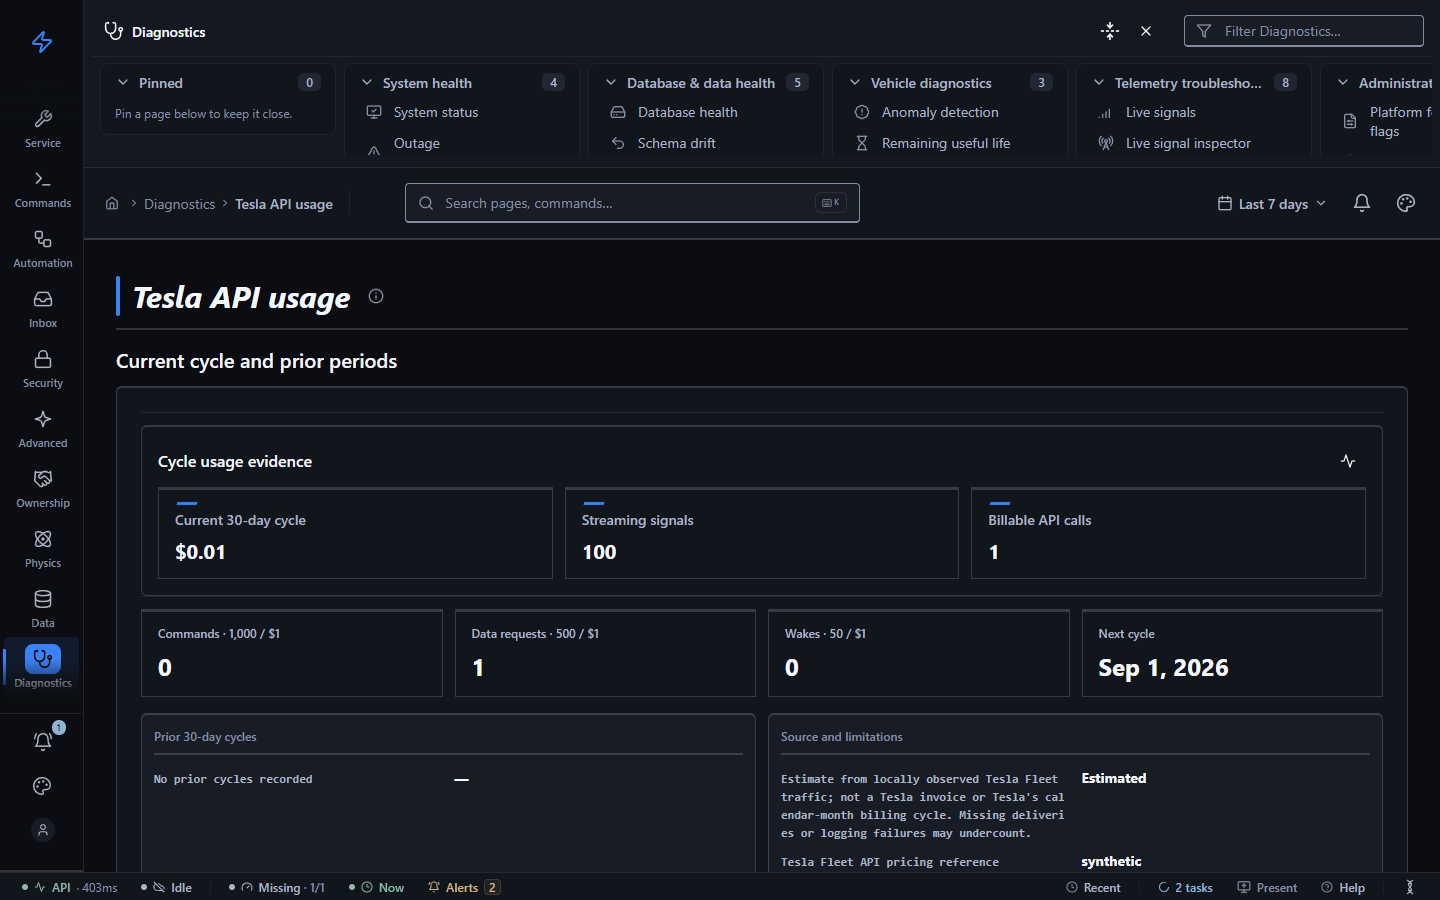 Diagnostics
Filter Diagnostics...
Pinned 0
Pin a page below to keep it close.
System health 4
System status
Outage
Database & data health 5
Database health
Schema drift
Vehicle diagnostics 3
Anomaly detection
Remaining useful life
Telemetry troublesho... 8
Live signals
Live signal inspector
Administrat
Platform f
flags
Service
Commands
Automation
Inbox
Security
Advanced
Ownership
Physics
Data
Diagnostics
1
Diagnostics Tesla API usage
Search pages, commands... K
Last 7 days
Tesla API usage
Current cycle and prior periods
Cycle usage evidence
Current 30-day cycle
$0.01
Streaming signals
100
Billable API calls
1
Commands · 1,000 / $1
0
Data requests · 500 / $1
1
Wakes · 50 / $1
0
Next cycle
Sep 1, 2026
Prior 30-day cycles
No prior cycles recorded —
Source and limitations
Estimate from locally observed Tesla Fleet
traffic; not a Tesla invoice or Tesla's cal
endar-month billing cycle. Missing deliveri
es or logging failures may undercount.
Estimated
Tesla Fleet API pricing reference synthetic
API · 403ms Idle Missing · 1/1 Now Alerts 2 Recent 2 tasks Present Help